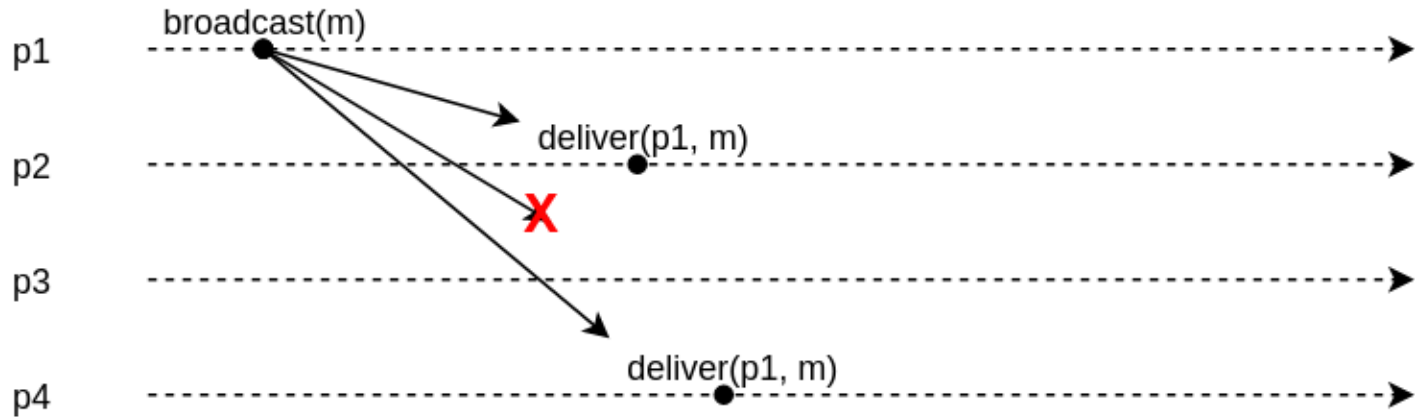 broadcast(m)
p1
deliver(p1, m)
p2
X
p3
deliver(p1, m)
p4